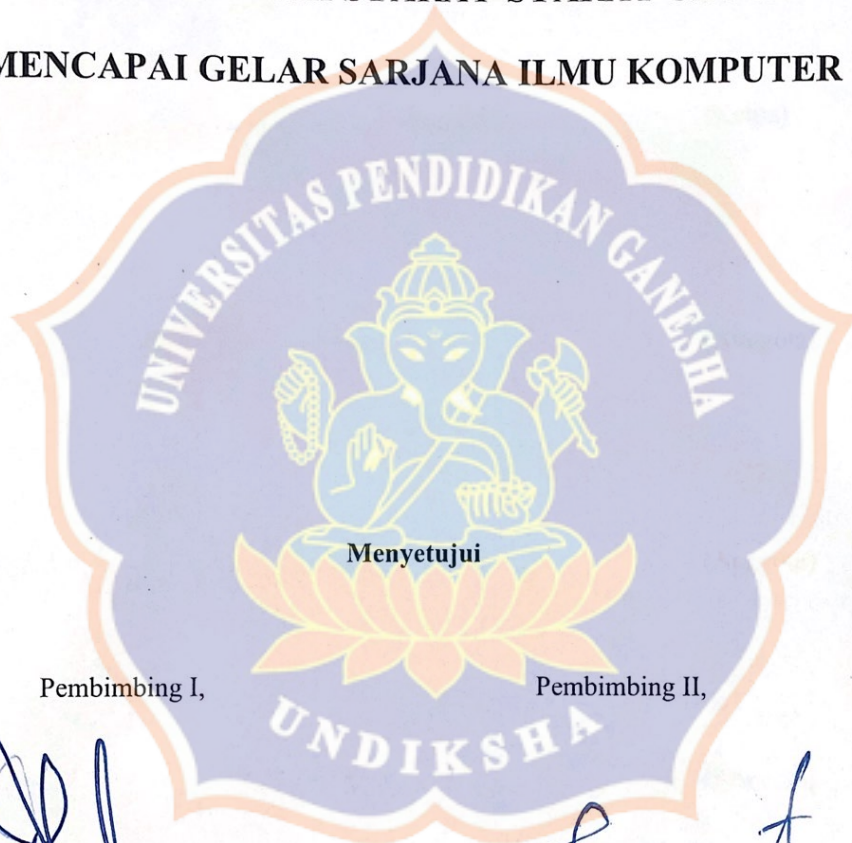 MENCAPAI GELAR SARJANA ILMU KOMPUTER
UNIVERSITAS PENDIDIKAN GANESHA
Menyetujui
Pembimbing I,
Pembimbing II,
UNDIKSHA